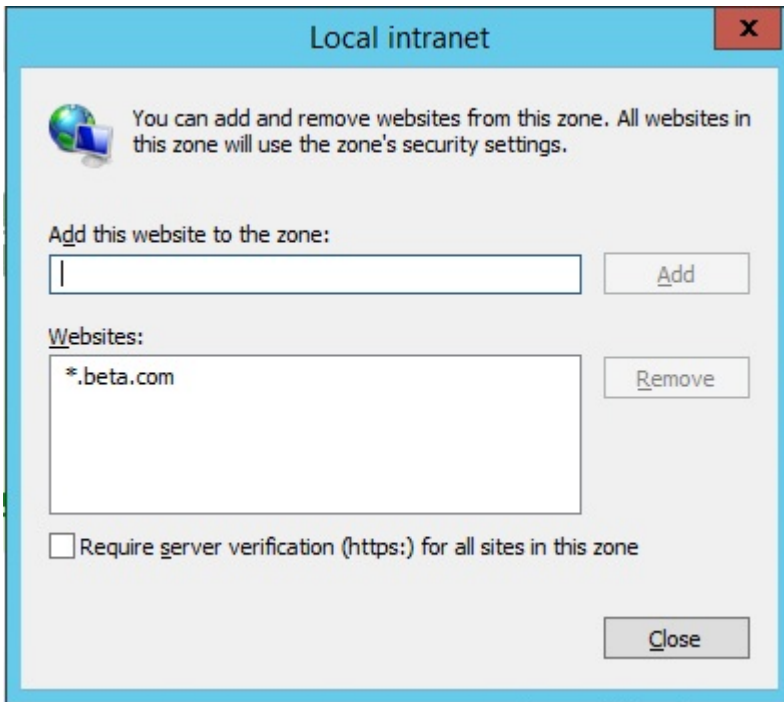 Local intranet
x
You can add and remove websites from this zone. All websites in
this zone will use the zone's security settings.
Add this website to the zone:
Add
Websites:
*.beta.com
Remove
Require server verification (https:) for all sites in this zone
Close